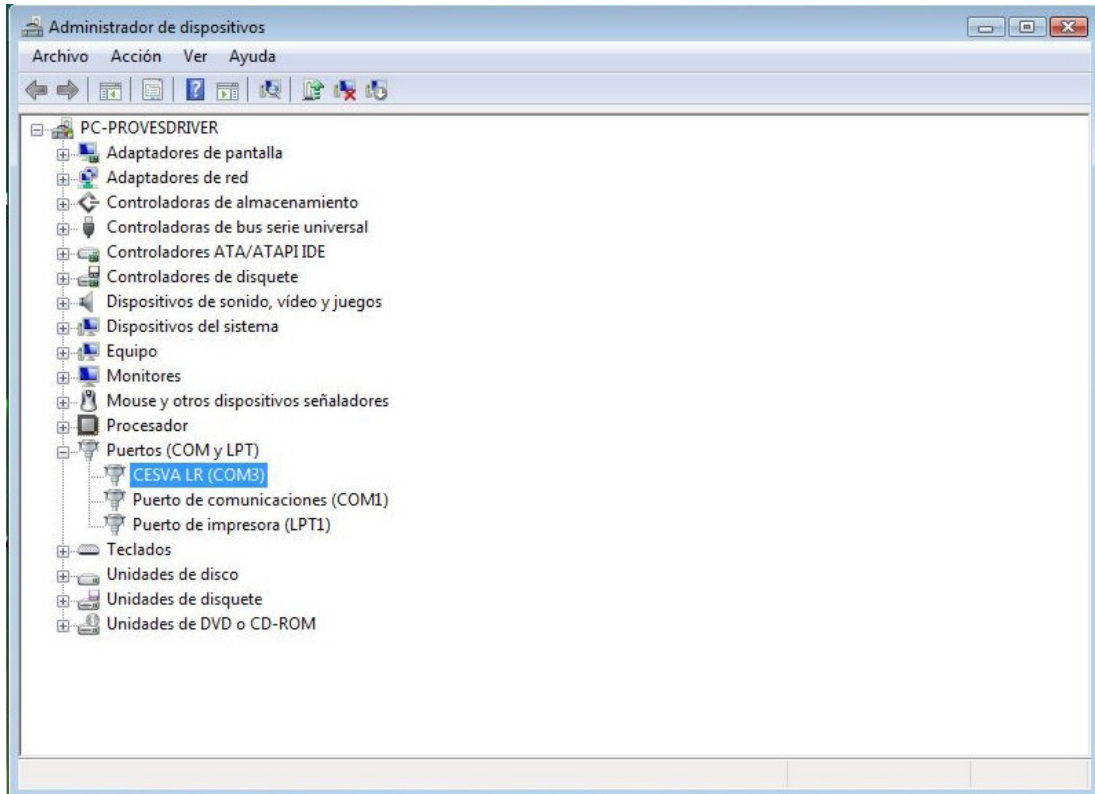 Administrador de dispositivos
Archivo Acción Ver Ayuda
PC-PROVESDRIVER
Adaptadores de pantalla
Adaptadores de red
Controladoras de almacenamiento
Controladoras de bus serie universal
Controladores ATA/ATAPI IDE
Controladores de disquete
Dispositivos de sonido, vídeo y juegos
Dispositivos del sistema
Equipo
Monitores
Mouse y otros dispositivos señaladores
Procesador
Puertos (COM y LPT)
CESVA LR (COM3)
Puerto de comunicaciones (COM1)
Puerto de impresora (LPT1)
Teclados
Unidades de disco
Unidades de disquete
Unidades de DVD o CD-ROM